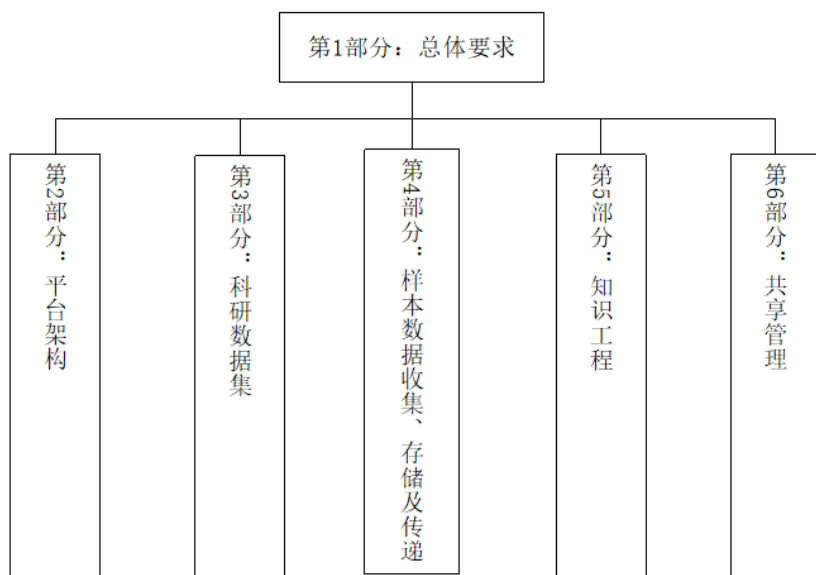 第1部分：总体要求
第2部分：平台架构
第3部分：科研数据集
第4部分：样本数据收集、存储及传递
第5部分：知识工程
第6部分：共享管理